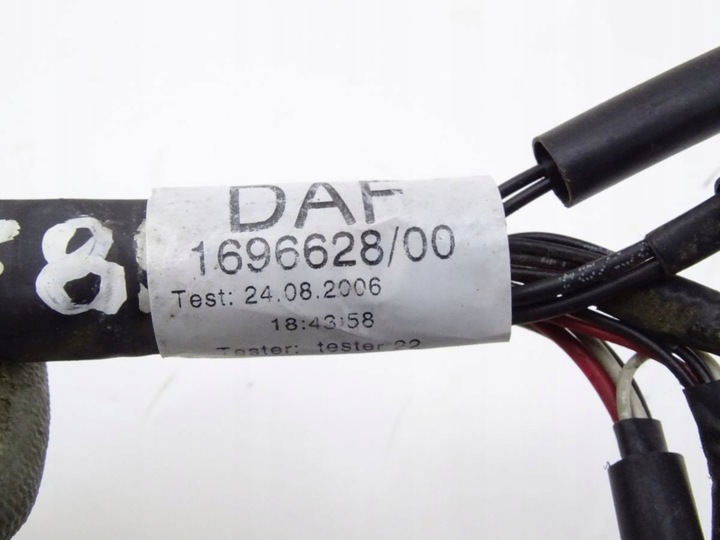 DAF
1696628/00
Test: 24.08.2006
18:43:58
Tester: tester 22